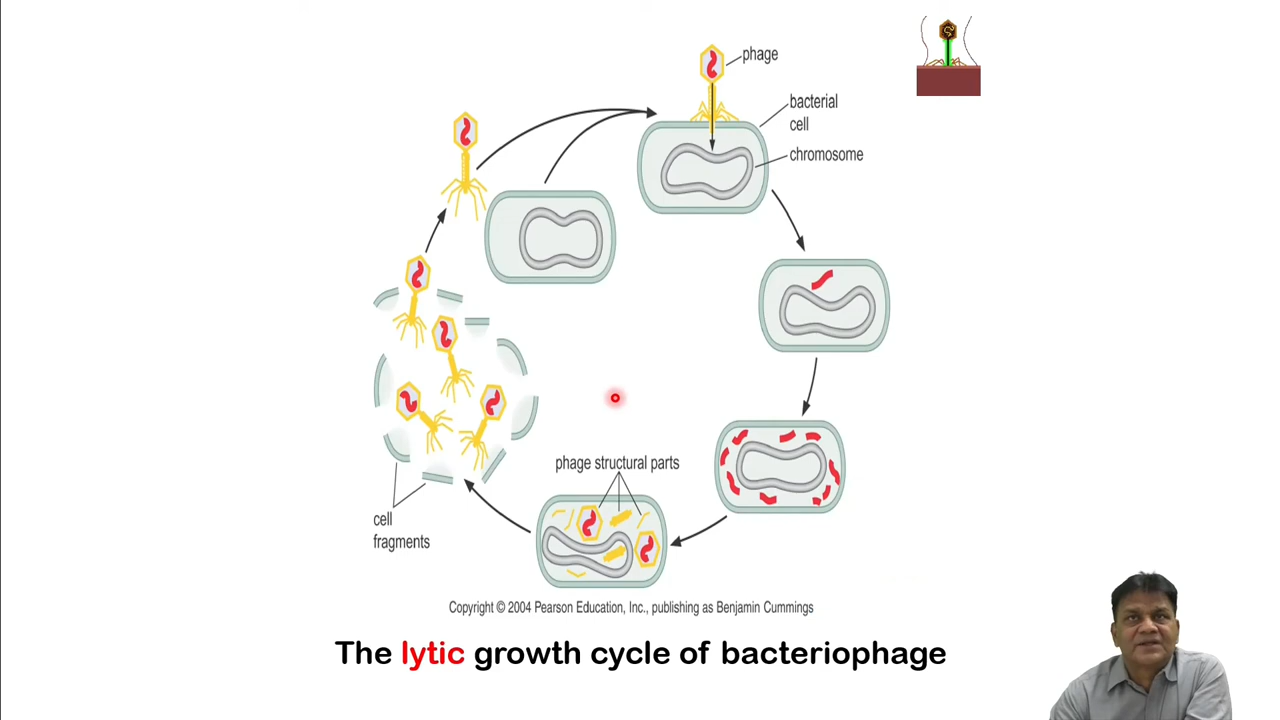 phage
bacterial
cell
chromosome
phage structural parts
cell
fragments
Copyright © 2004 Pearson Education, Inc., publishing as Benjamin Cummings
The lytic growth cycle of bacteriophage